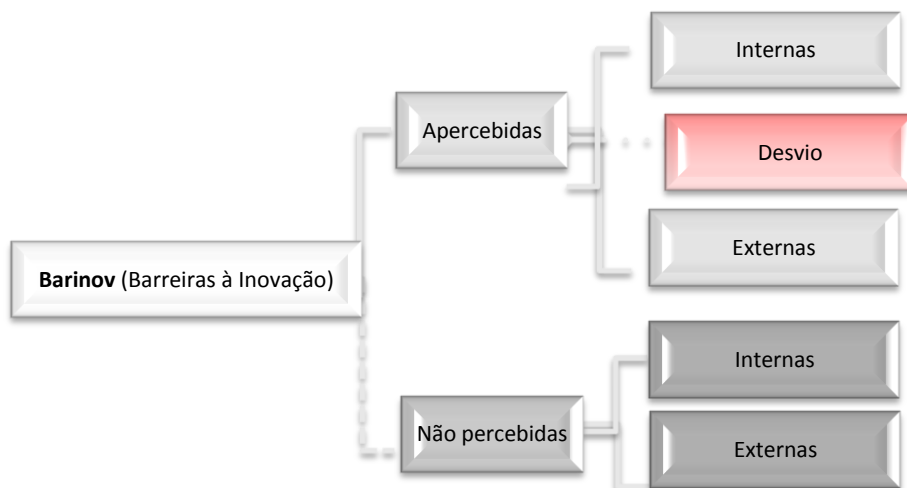 Internas
Apercebidas
Desvio
Externas
Barinov (Barreiras à Inovação)
Internas
Não percebidas
Externas